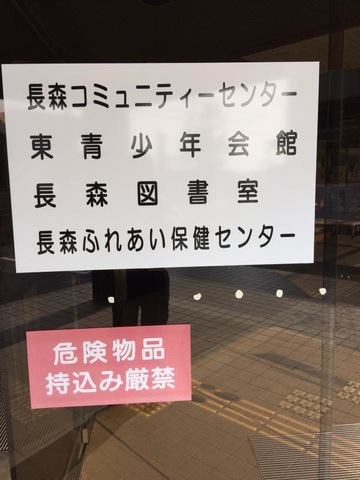 長森コミュニティーセンター
東青少年会館
長森図書室
長森ふれあい保健センター
危険物品
持込み厳禁